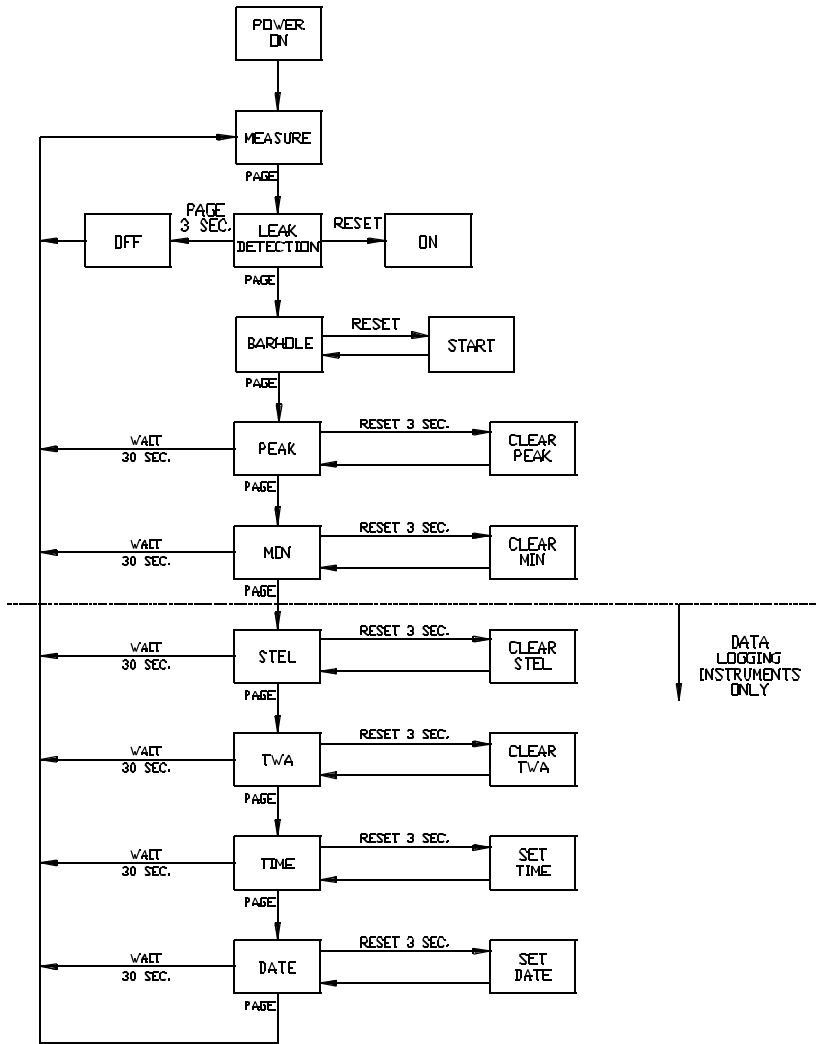 POWER
ON
MEASURE
PAGE
PAGE
3 SEC.
LEAK
DETECTION
RESET
OFF
ON
PAGE
BARHOLE
RESET
START
PAGE
WAIT
30 SEC.
PEAK
RESET 3 SEC.
CLEAR
PEAK
PAGE
WAIT
30 SEC.
MIN
RESET 3 SEC.
CLEAR
MIN
PAGE
DATA
LOGGING
INSTRUMENTS
ONLY
WAIT
30 SEC.
STEL
RESET 3 SEC.
CLEAR
STEL
PAGE
WAIT
30 SEC.
TWA
RESET 3 SEC.
CLEAR
TWA
PAGE
WAIT
30 SEC.
TIME
RESET 3 SEC.
SET
TIME
PAGE
WAIT
30 SEC.
DATE
RESET 3 SEC.
SET
DATE
PAGE